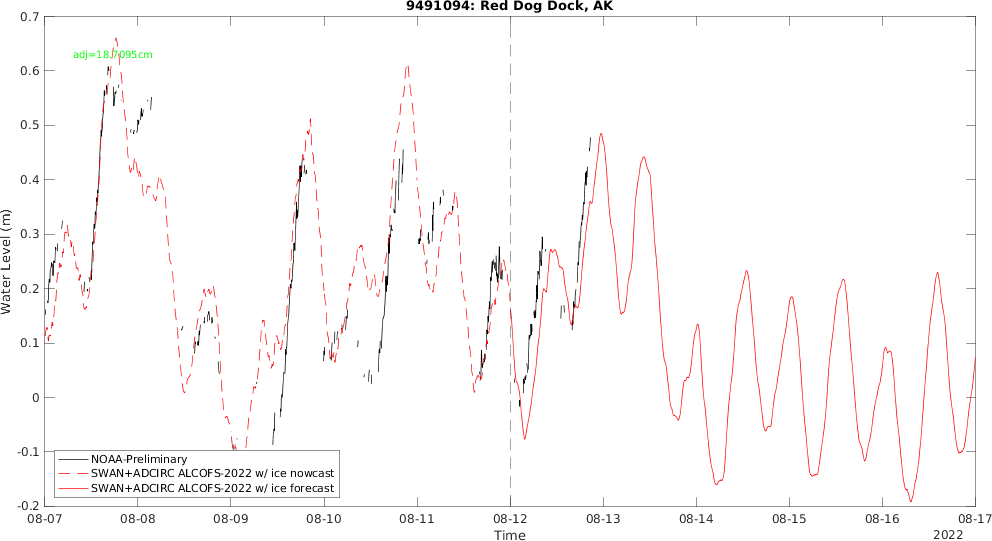 9491094: Red Dog Dock, AK
adj=18.7095cm
Water Level (m)
0.7
0.6
0.5
0.4
0.3
0.2
0.1
0
-0.1
-0.2
NOAA-Preliminary
SWAN+ADCIRC ALCOFS-2022 w/ ice nowcast
SWAN+ADCIRC ALCOFS-2022 w/ ice forecast
08-07 08-08 08-09 08-10 08-11 08-12 08-13 08-14 08-15 08-16 08-17
Time
2022